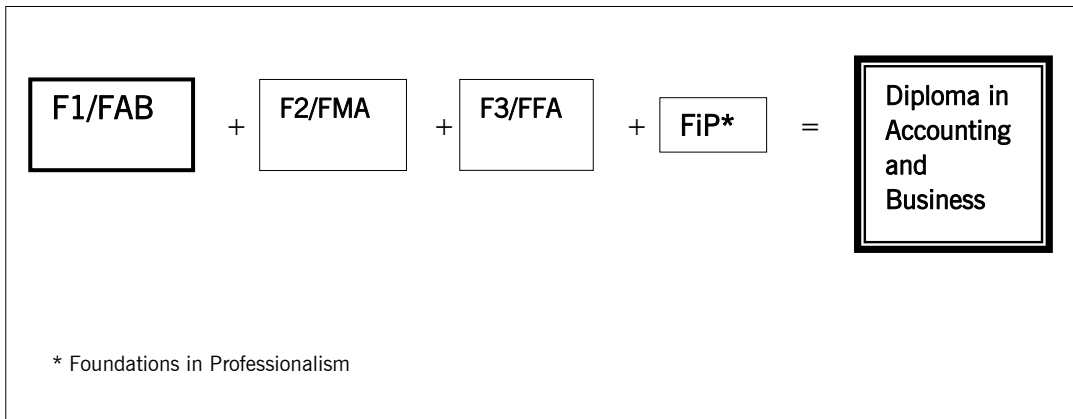 F1/FAB + F2/FMA + F3/FFA + FiP* = Diploma in
Accounting
and
Business
* Foundations in Professionalism